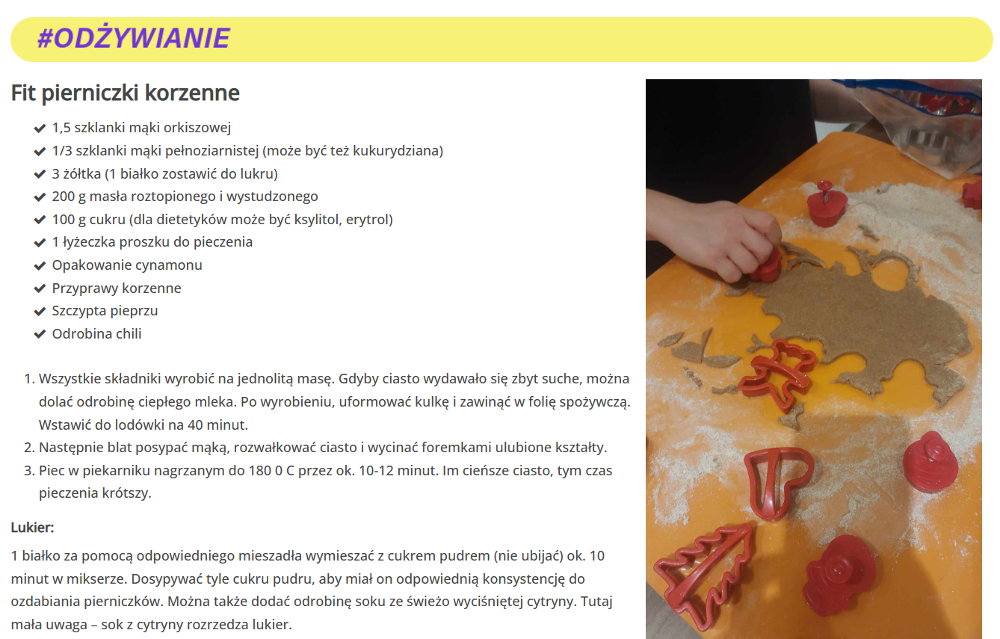 #ODŻYWIANIE
Fit pierniczki korzenne
✔ 1,5 szklanki mąki orkiszowej
✔ 1/3 szklanki mąki pełnoziarnistej (może być też kukurydziana)
✔ 3 żółtka (1 białko zostawić do lukru)
✔ 200 g masła roztopionego i wystudzonego
✔ 100 g cukru (dla dietetyków może być ksylitol, erytrol)
✔ 1 łyżeczka proszku do pieczenia
✔ Opakowanie cynamonu
✔ Przyprawy korzenne
✔ Szczypta pieprzu
✔ Odrobina chili
1. Wszystkie składniki wyrobić na jednolitą masę. Gdyby ciasto wydawało się zbyt suche, można
dolać odrobinę ciepłego mleka. Po wyrobieniu, uformować kulkę i zawinąć w folię spożywczą.
Wstawić do lodówki na 40 minut.
2. Następnie blat posypać mąką, rozwałkować ciasto i wycinać foremkami ulubione kształty.
3. Piec w piekarniku nagrzanym do 180 0 C przez ok. 10-12 minut. Im cieńsze ciasto, tym czas
pieczenia krótszy.
Lukier:
1 białko za pomocą odpowiedniego mieszadła wymieszać z cukrem pudrem (nie ubijać) ok. 10
minut w mikserze. Dosypywać tyle cukru pudru, aby miał on odpowiednią konsystencję do
ozdabiania pierniczków. Można także dodać odrobinę soku ze świeżo wyciśniętej cytryny. Tutaj
mała uwaga – sok z cytryny rozrzedza lukier.